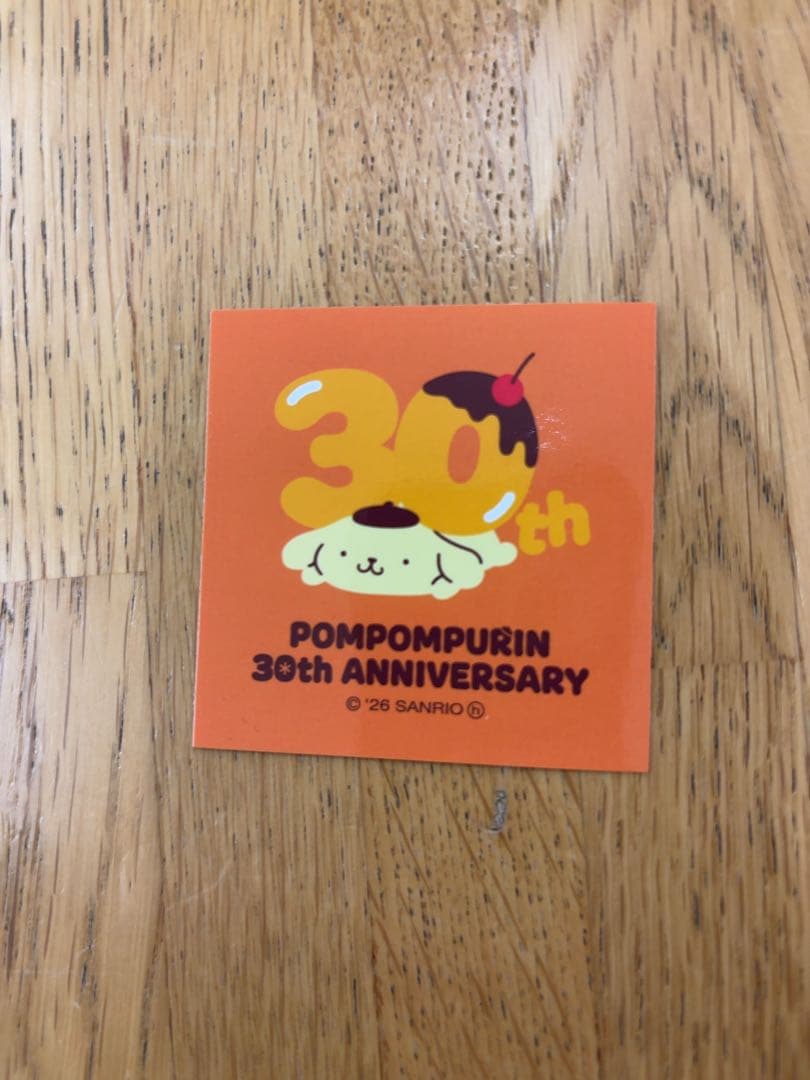 30th
POMPOMPURIN
30th ANNIVERSARY
© '26 SANRIO ⓗ